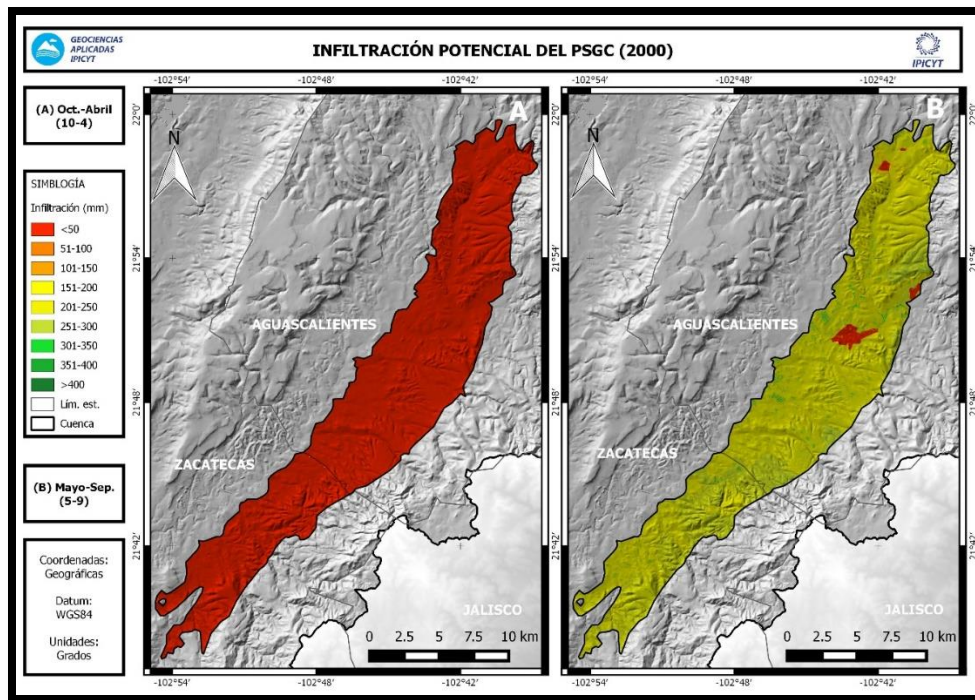 GEOCIENCIAS
APLICADAS
IPICYT
INFILTRACIÓN POTENCIAL DEL PSGC (2000)
IPICYT
(A) Oct.-Abril
(10-4)
SIMBLOGÍA
Infiltración (mm)
<50
51-100
101-150
151-200
201-250
251-300
301-350
351-400
>400
Lím. est.
Cuenca
(B) Mayo-Sep.
(5-9)
Coordenadas:
Geográficas
Datum:
WGS84
Unidades:
Grados
-102°54' -102°48' -102°42'
A
N
22°0'
21°54'
21°48'
21°42'
AGUASCALIENTES
ZACATECAS
JALISCO
0 2.5 5 7.5 10 km
-102°54' -102°48' -102°42'
-102°54' -102°48' -102°42'
B
N
22°0'
21°54'
21°48'
21°42'
AGUASCALIENTES
ZACATECAS
JALISCO
0 2.5 5 7.5 10 km
-102°54' -102°48' -102°42'